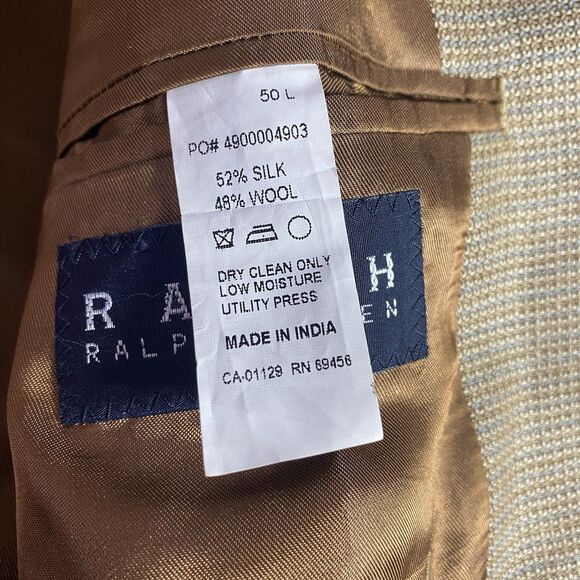 50 L
PO# 4900004903
52% SILK
48% WOOL
DRY CLEAN ONLY
LOW MOISTURE
UTILITY PRESS
MADE IN INDIA
CA-01129 RN 69456
R A H
RALP EN